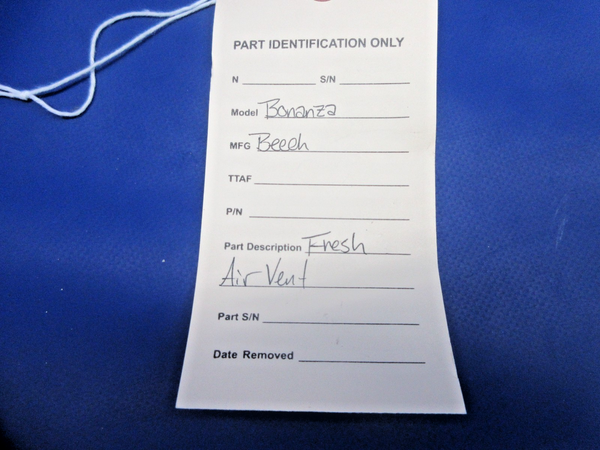 PART IDENTIFICATION ONLY
N S/N
Model Bonanza
MFG Beech
TTAF
P/N
Part Description Fresh
Air Vent
Part S/N
Date Removed